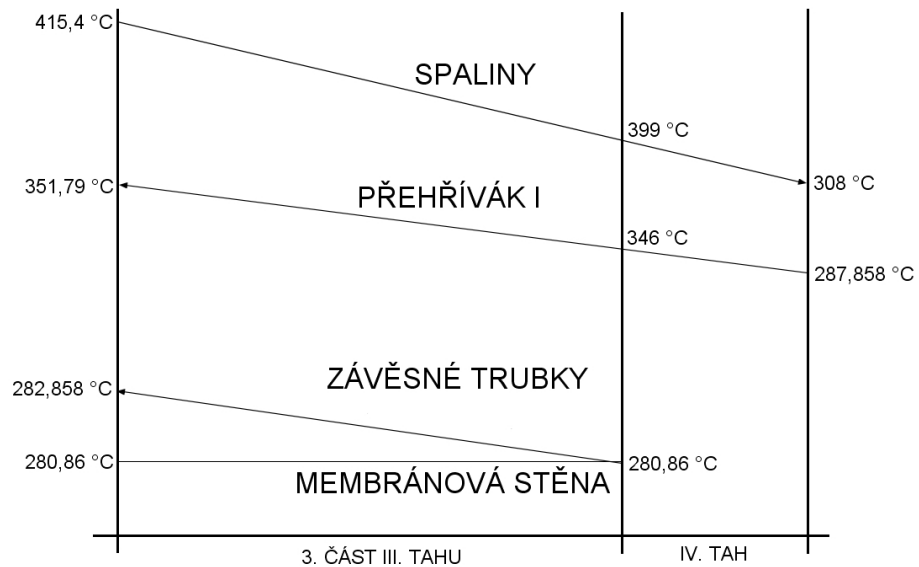 415,4 °C
SPALINY
399 °C
351,79 °C
PŘEHŘÍVÁK I
308 °C
346 °C
287,858 °C
282,858 °C
ZÁVĚSNÉ TRUBKY
280,86 °C
280,86 °C
MEMBRÁNOVÁ STĚNA
3. ČÁST III. TAHU
IV. TAH